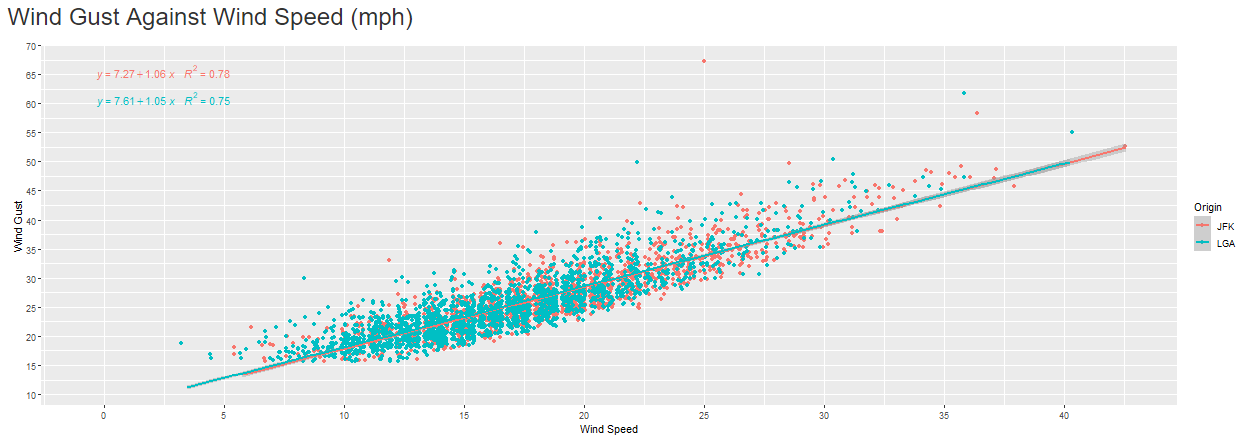 Wind Gust Against Wind Speed (mph)
70
65
60
55
50
45
40
35
30
25
20
15
10
Wind Gust
y = 7.27 + 1.06 x R² = 0.78
y = 7.61 + 1.05 x R² = 0.75
0 5 10 15 20 25 30 35 40
Wind Speed
Origin
JFK
LGA